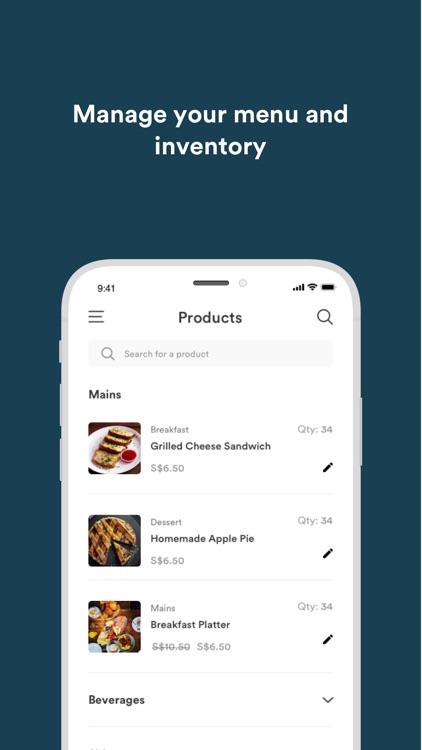 Manage your menu and
inventory
9:41
Products
Search for a product
Mains
Breakfast
Qty: 34
Grilled Cheese Sandwich
S$6.50
Dessert
Qty: 34
Homemade Apple Pie
S$6.50
Mains
Qty: 34
Breakfast Platter
S$10.50 S$6.50
Beverages